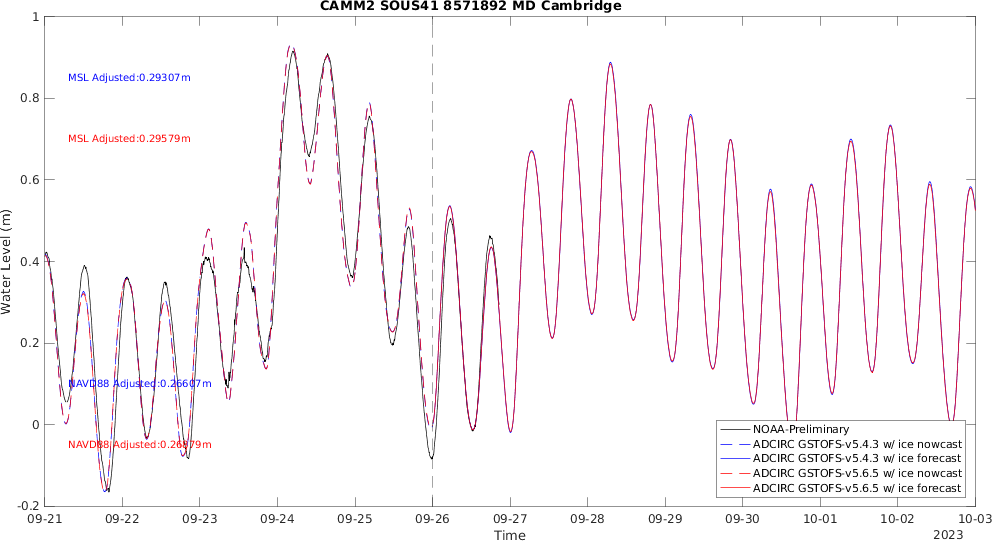 CAMM2 SOUS41 8571892 MD Cambridge
1
0.8
0.6
0.4
0.2
0
-0.2
Water Level (m)
MSL Adjusted:0.29307m
MSL Adjusted:0.29579m
NAVD88 Adjusted:0.26607m
NAVD88 Adjusted:0.26879m
NOAA-Preliminary
ADCIRC GSTOFS-v5.4.3 w/ ice nowcast
ADCIRC GSTOFS-v5.4.3 w/ ice forecast
ADCIRC GSTOFS-v5.6.5 w/ ice nowcast
ADCIRC GSTOFS-v5.6.5 w/ ice forecast
09-21 09-22 09-23 09-24 09-25 09-26 09-27 09-28 09-29 09-30 10-01 10-02 10-03
Time
2023